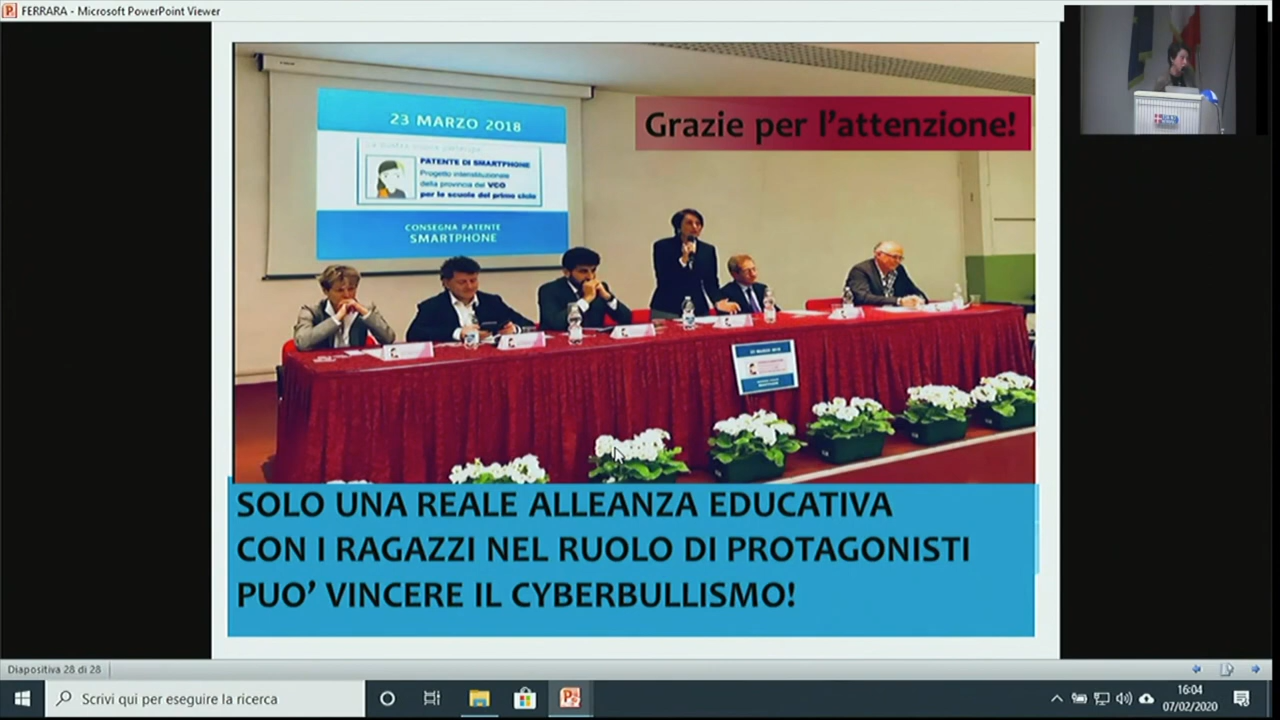 FERRARA - Microsoft PowerPoint Viewer
23 MARZO 2018
PATENTE DI SMARTPHONE
Progetto interistituzionale
della provincia del VCO
per le scuole del primo ciclo
CONSEGNA PATENTE
SMARTPHONE
Grazie per l'attenzione!
23 MARZO 2018
SOLO UNA REALE ALLEANZA EDUCATIVA
CON I RAGAZZI NEL RUOLO DI PROTAGONISTI
PUO' VINCERE IL CYBERBULLISMO!
Diapositiva 28 di 28
Scrivi qui per eseguire la ricerca
16:04
07/02/2020